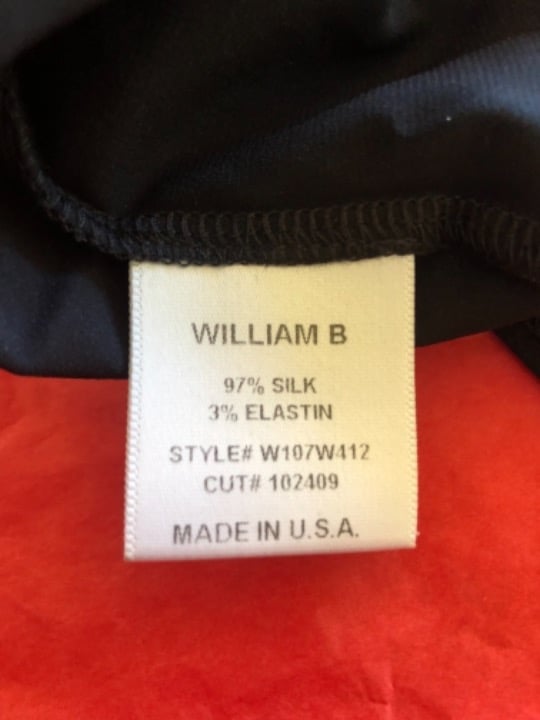 WILLIAM B
97% SILK
3% ELASTIN
STYLE# W107W412
CUT# 102409
MADE IN U.S.A.